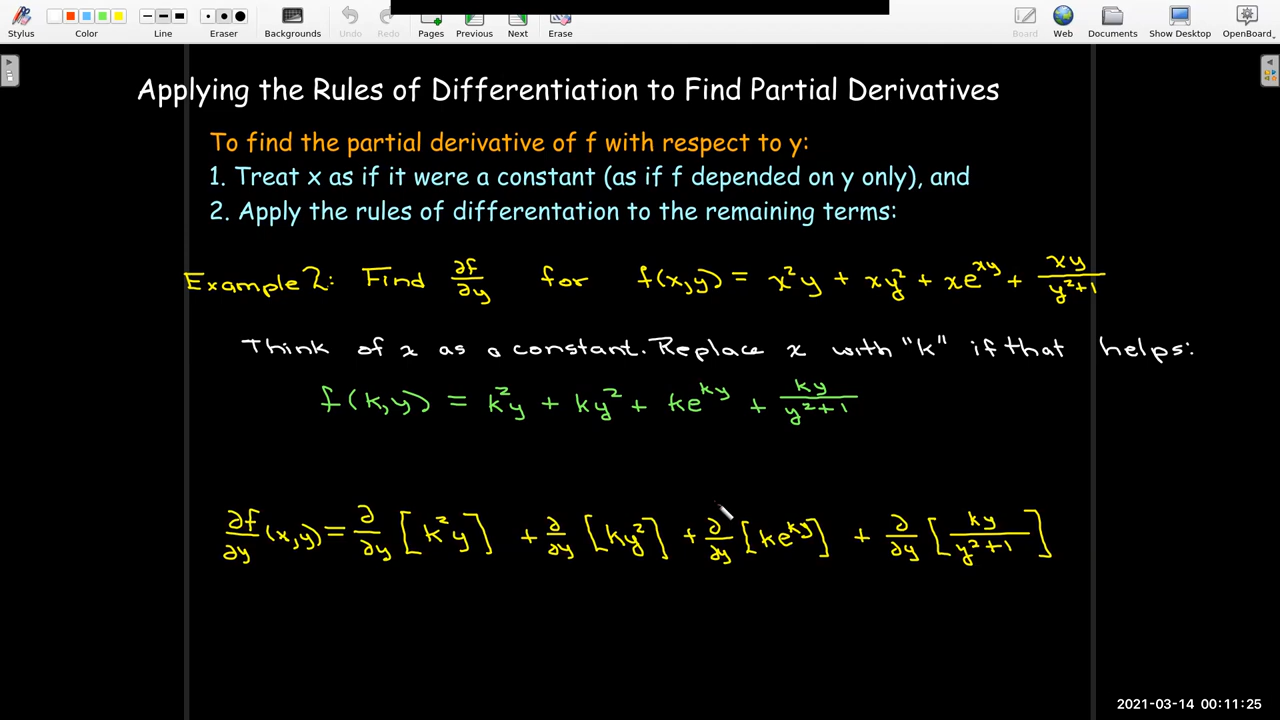 Stylus Color Line Eraser Backgrounds Undo Redo Pages Previous Next Erase Board Web Documents Show Desktop OpenBoard
Applying the Rules of Differentiation to Find Partial Derivatives
To find the partial derivative of f with respect to y:
1. Treat x as if it were a constant (as if f depended on y only), and
2. Apply the rules of differentation to the remaining terms:
Example 2: Find ∂f/∂y for f(x,y) = x²y + xy² + xe^(xy) + xy/(y²+1)
Think of x as a constant. Replace x with "k" if that helps:
f(k,y) = k²y + ky² + ke^(ky) + ky/(y²+1)
∂f/∂y (x,y) = ∂/∂y [k²y] + ∂/∂y [ky²] + ∂/∂y [ke^(ky)] + ∂/∂y [ky/(y²+1)]
2021-03-14 00:11:25